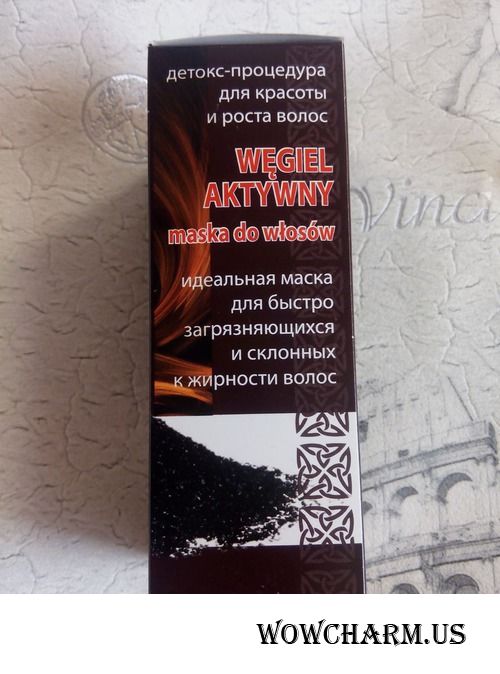 детокс-процедура
для красоты
и роста волос
WĘGIEL
AKTYWNY
maska do włosów
идеальная маска
для быстро
загрязняющихся
и склонных
к жирности волос
Vinc
WOWCHARM.US